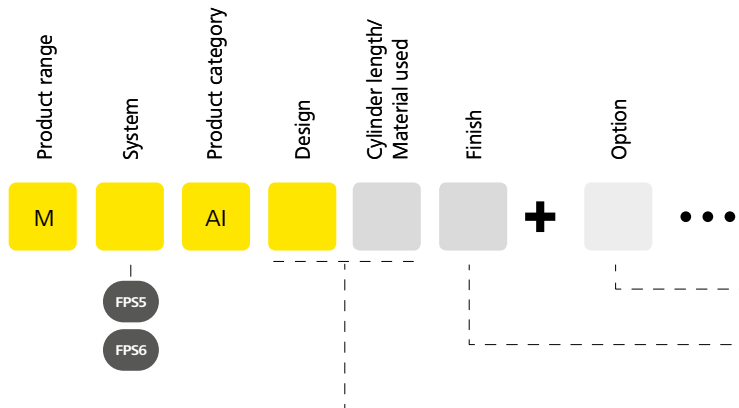 Product range
System
Product category
Design
Cylinder length/
Material used
Finish
Option
M
AI
+
...
FPS5
FPS6